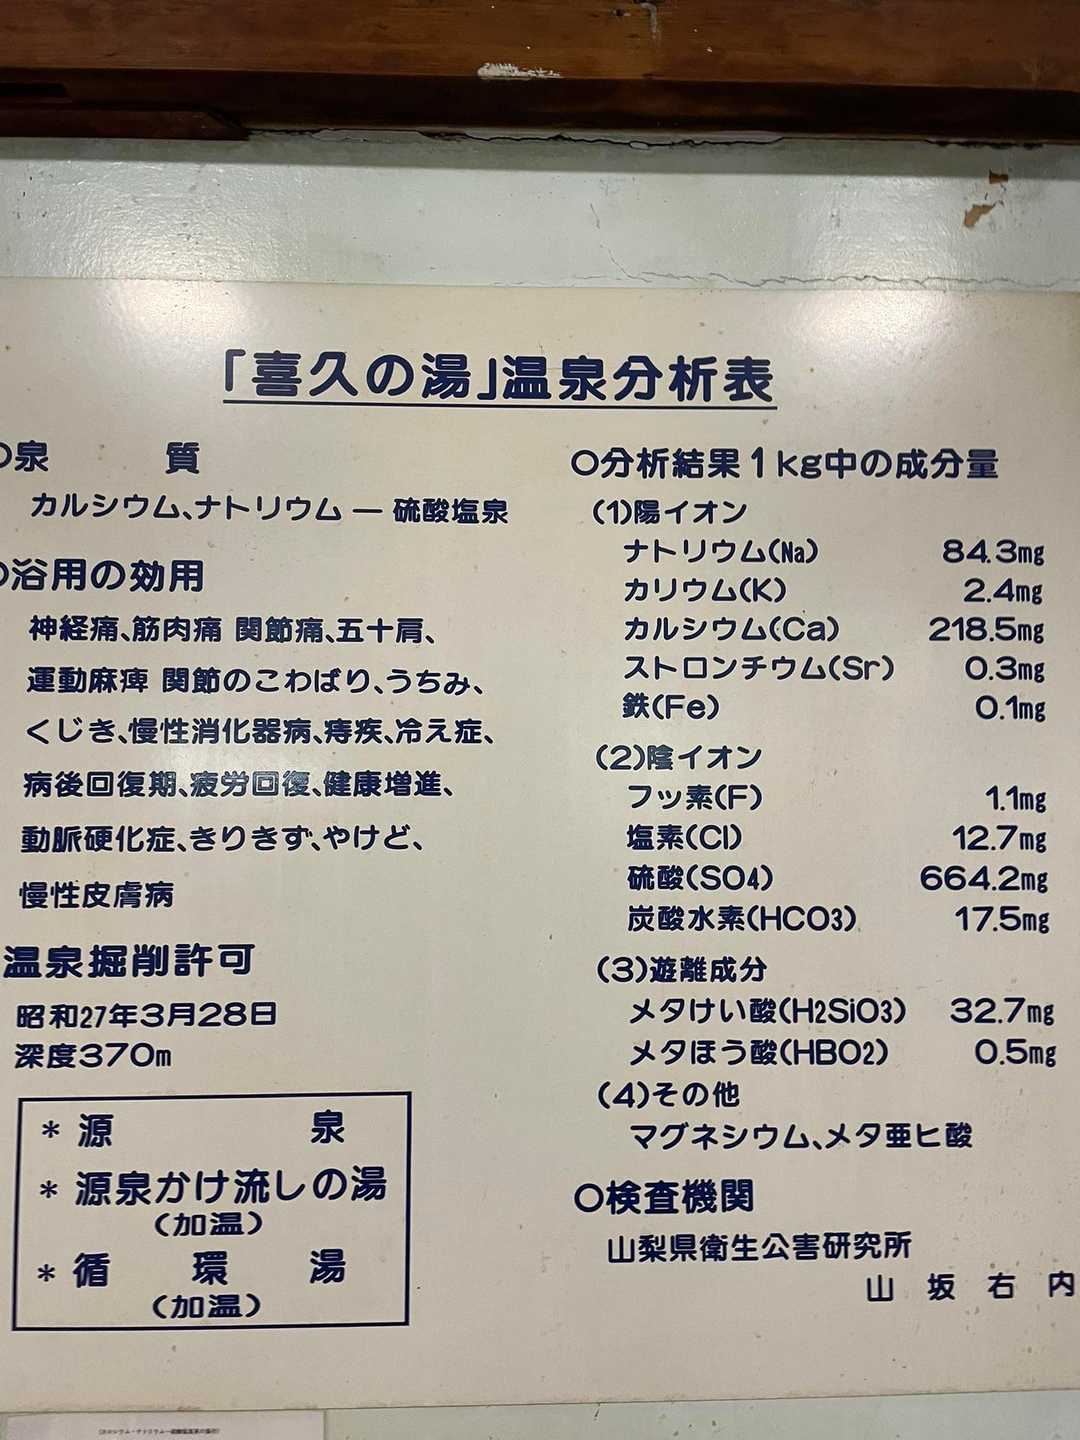 「喜久の湯」温泉分析表
○泉 質
カルシウム、ナトリウム ― 硫酸塩泉
○浴用の効用
神経痛、筋肉痛 関節痛、五十肩、
運動麻痺 関節のこわばり、うちみ、
くじき、慢性消化器病、痔疾、冷え症、
病後回復期、疲労回復、健康増進、
動脈硬化症、きりきず、やけど、
慢性皮膚病
温泉掘削許可
昭和27年3月28日
深度370m
* 源 泉
* 源泉かけ流しの湯
(加温)
* 循 環 湯
(加温)
○分析結果1kg中の成分量
(1)陽イオン
ナトリウム(Na) 84.3mg
カリウム(K) 2.4mg
カルシウム(Ca) 218.5mg
ストロンチウム(Sr) 0.3mg
鉄(Fe) 0.1mg
(2)陰イオン
フッ素(F) 1.1mg
塩素(Cl) 12.7mg
硫酸(SO4) 664.2mg
炭酸水素(HCO3) 17.5mg
(3)遊離成分
メタけい酸(H2SiO3) 32.7mg
メタほう酸(HBO2) 0.5mg
(4)その他
マグネシウム、メタ亜ヒ酸
○検査機関
山梨県衛生公害研究所
山 坂 右 内